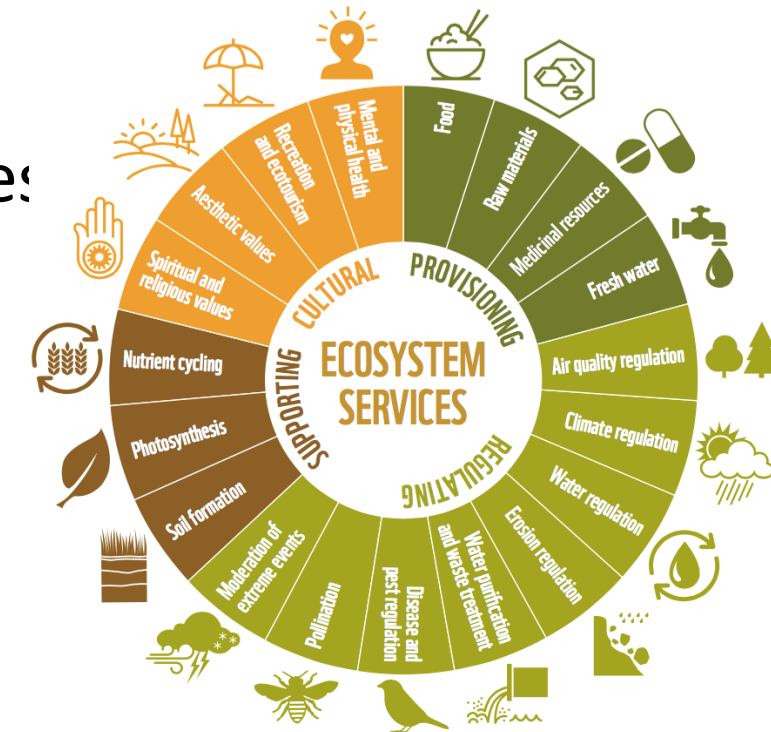 es
ECOSYSTEM
SERVICES
PROVISIONING
Food
Raw materials
Medicinal resources
Fresh water
REGULATING
Air quality regulation
Climate regulation
Water regulation
Erosion regulation
Water purification
and waste treatment
Disease and
pest regulation
Pollination
Moderation of
extreme events
SUPPORTING
Soil formation
Photosynthesis
Nutrient cycling
CULTURAL
Spiritual and
religious values
Aesthetic values
Recreation
and ecotourism
Mental and
physical health